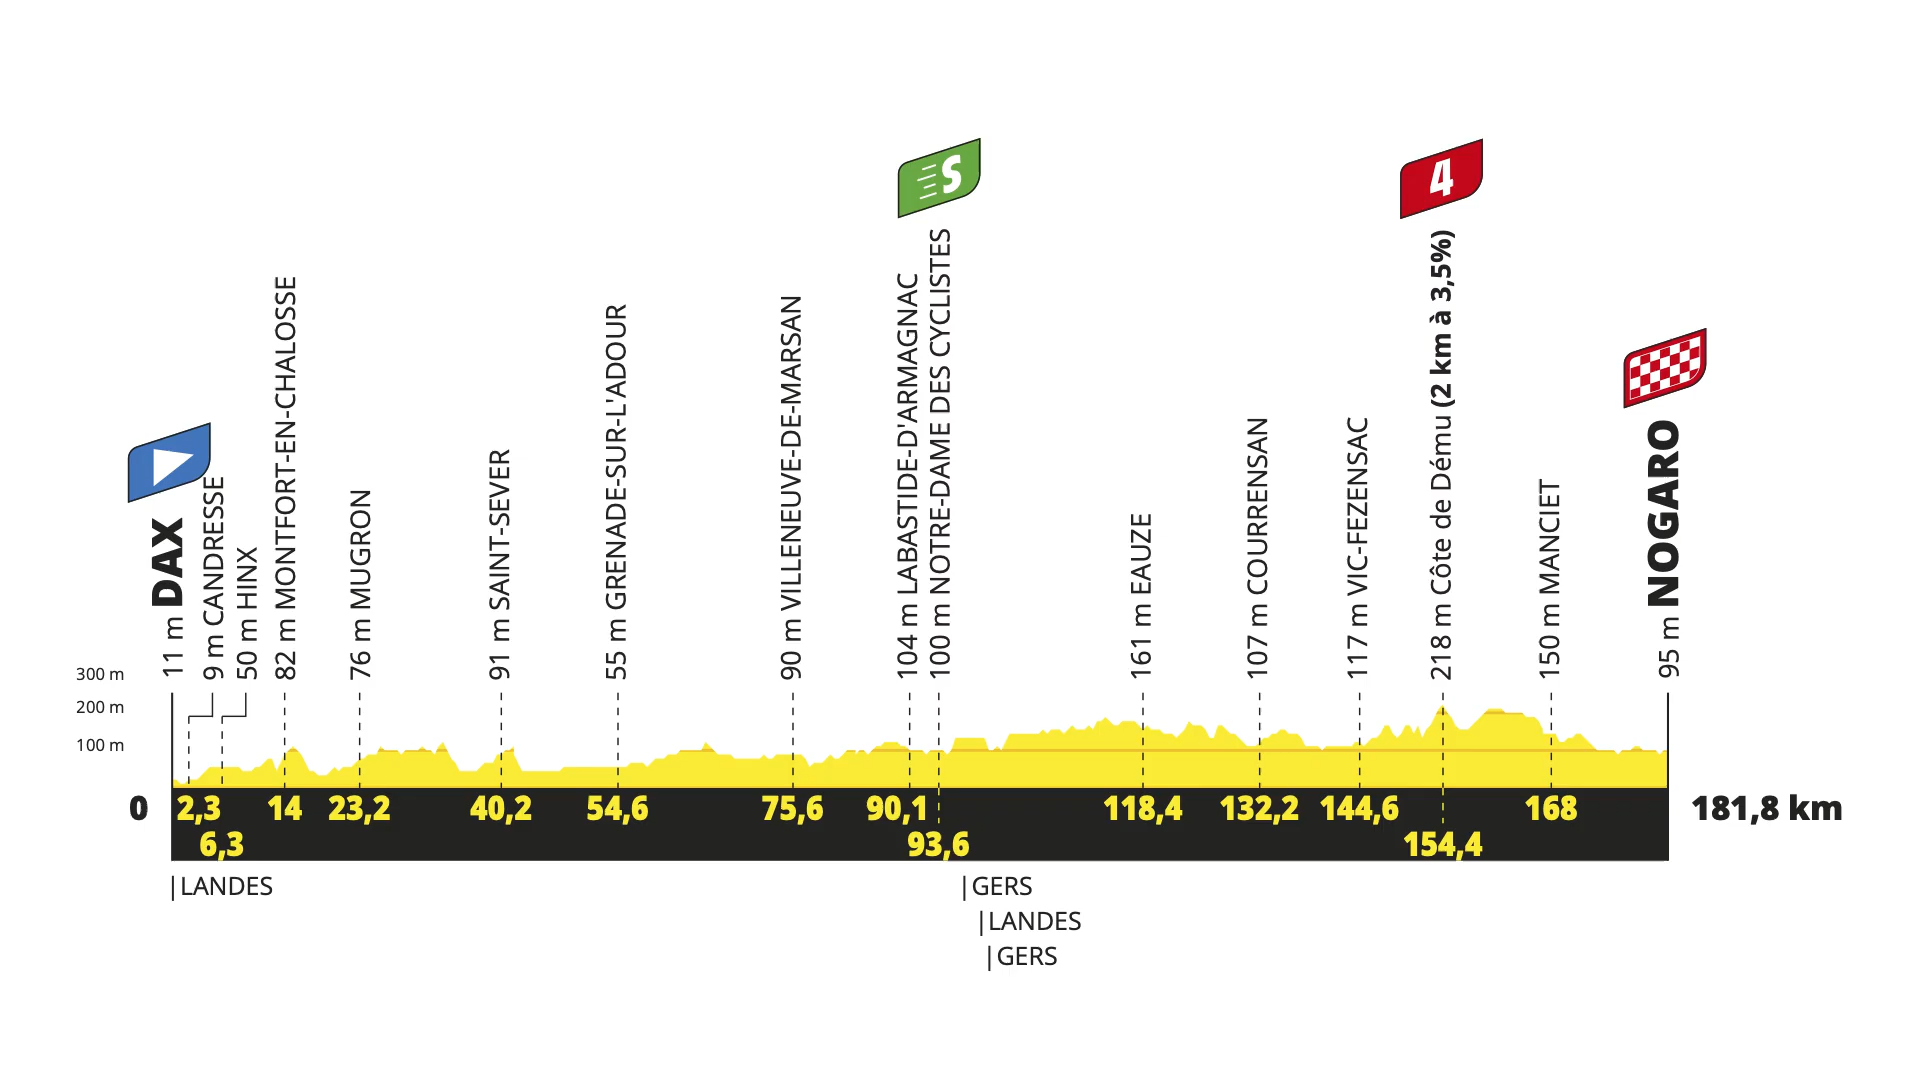 S
4
11 m DAX
9 m CANDRESSE
50 m HINX
82 m MONTFORT-EN-CHALOSSE
76 m MUGRON
91 m SAINT-SEVER
55 m GRENADE-SUR-L'ADOUR
90 m VILLENEUVE-DE-MARSAN
104 m LABASTIDE-D'ARMAGNAC
100 m NOTRE-DAME DES CYCLISTES
161 m EAUZE
107 m COURRENSAN
117 m VIC-FEZENSAC
218 m Côte de Dému (2 km à 3,5%)
150 m MANCIET
95 m NOGARO
300 m
200 m
100 m
0 2,3 14 23,2 40,2 54,6 75,6 90,1 118,4 132,2 144,6 168 181,8 km
6,3 93,6 154,4
|LANDES |GERS
|LANDES
|GERS